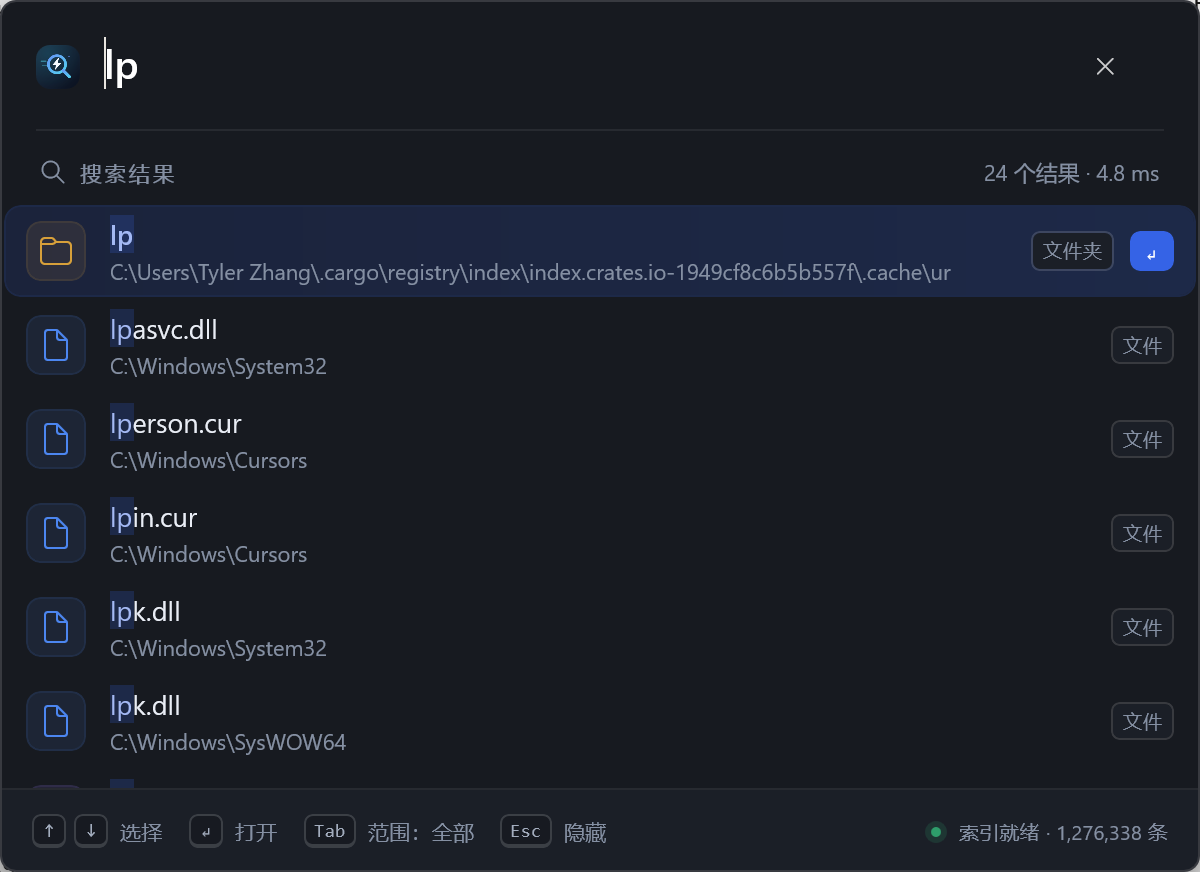 lp
搜索结果
24 个结果 · 4.8 ms
lp
C:\Users\Tyler Zhang\.cargo\registry\index\index.crates.io-1949cf8c6b5b557f\.cache\ur
文件夹
lpasvc.dll
C:\Windows\System32
文件
lperson.cur
C:\Windows\Cursors
文件
lpin.cur
C:\Windows\Cursors
文件
lpk.dll
C:\Windows\System32
文件
lpk.dll
C:\Windows\SysWOW64
文件
↑ ↓ 选择 ↵ 打开 Tab 范围：全部 Esc 隐藏
索引就绪 · 1,276,338 条